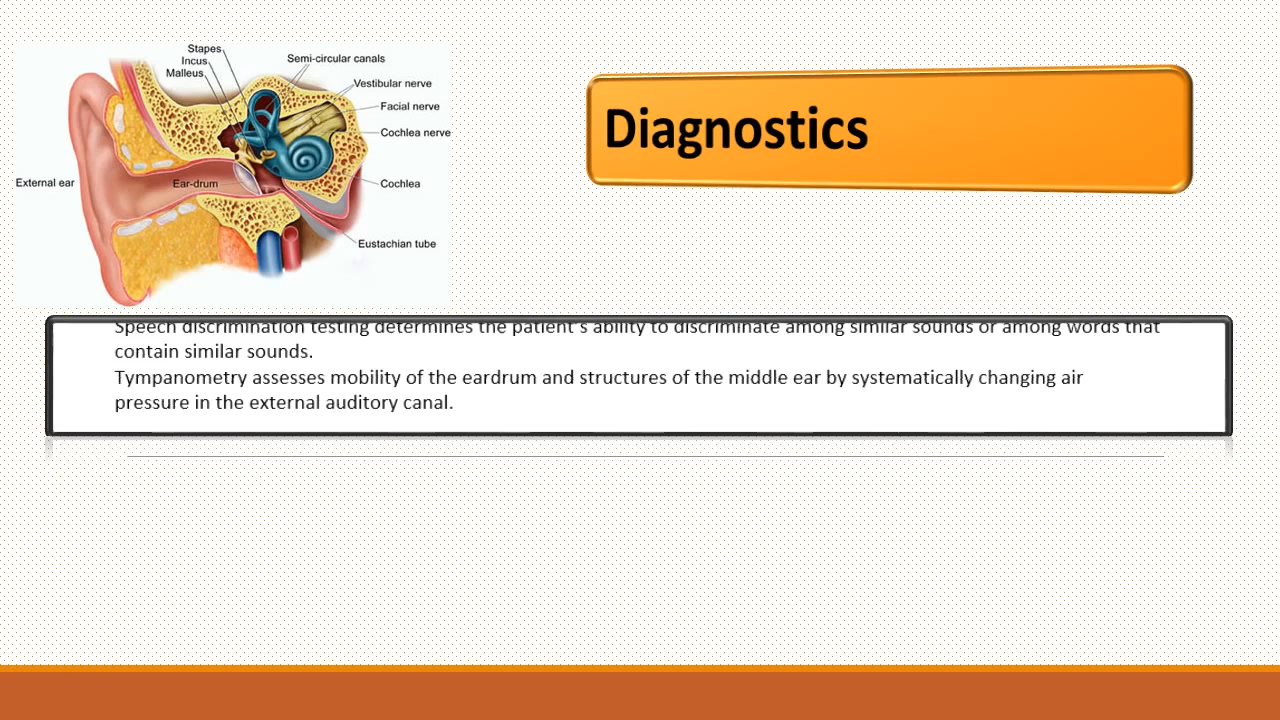 Stapes
Incus
Malleus
Semi-circular canals
Vestibular nerve
Facial nerve
Cochlea nerve
External ear
Ear-drum
Cochlea
Eustachian tube
Diagnostics
Speech discrimination testing determines the patient's ability to discriminate among similar sounds or among words that
contain similar sounds.
Tympanometry assesses mobility of the eardrum and structures of the middle ear by systematically changing air
pressure in the external auditory canal.